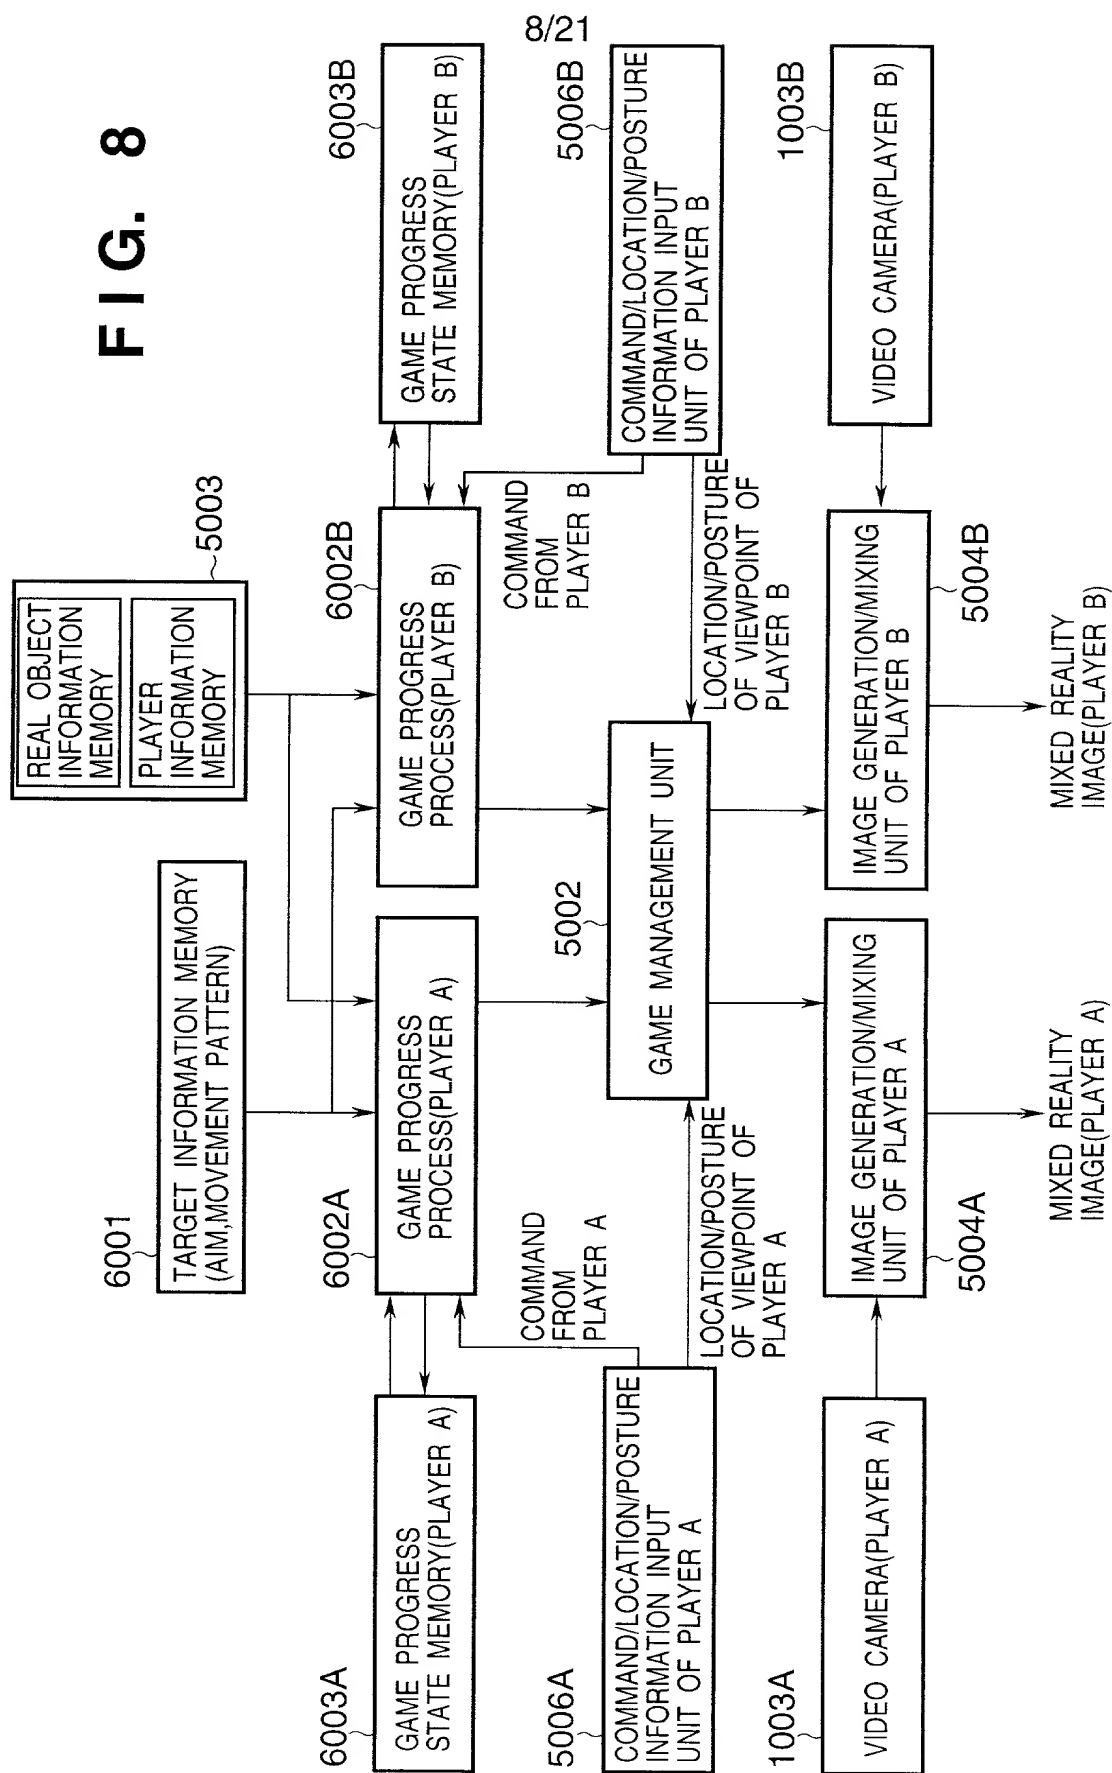 8/21
FIG. 8
6001
TARGET INFORMATION MEMORY
(AIM,MOVEMENT PATTERN)
REAL OBJECT
INFORMATION
MEMORY
PLAYER
INFORMATION
MEMORY
5003
6003A
GAME PROGRESS
STATE MEMORY(PLAYER A)
6002A
GAME PROGRESS
PROCESS(PLAYER A)
6002B
GAME PROGRESS
PROCESS(PLAYER B)
6003B
GAME PROGRESS
STATE MEMORY(PLAYER B)
COMMAND
FROM
PLAYER A
COMMAND
FROM
PLAYER B
5006A
COMMAND/LOCATION/POSTURE
INFORMATION INPUT
UNIT OF PLAYER A
LOCATION/POSTURE
OF VIEWPOINT OF
PLAYER A
5002
GAME MANAGEMENT UNIT
LOCATION/POSTURE
OF VIEWPOINT OF
PLAYER B
5006B
COMMAND/LOCATION/POSTURE
INFORMATION INPUT
UNIT OF PLAYER B
1003A
VIDEO CAMERA(PLAYER A)
IMAGE GENERATION/MIXING
UNIT OF PLAYER A
5004A
IMAGE GENERATION/MIXING
UNIT OF PLAYER B
5004B
1003B
VIDEO CAMERA(PLAYER B)
MIXED REALITY
IMAGE(PLAYER A)
MIXED REALITY
IMAGE(PLAYER B)